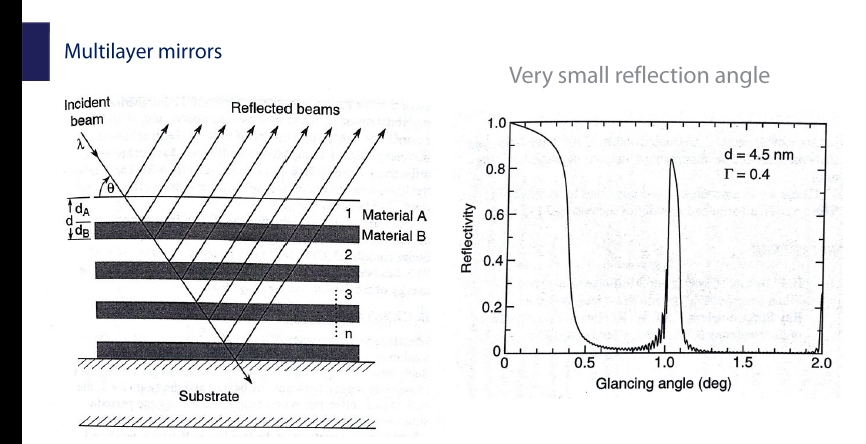 Multilayer mirrors
Very small reflection angle
Incident
beam
Reflected beams
λ
θ
dA
d
dB
1 Material A
Material B
2
3
n
Substrate
1.0
0.8
0.6
0.4
0.2
0
Reflectivity
d = 4.5 nm
Γ = 0.4
0 0.5 1.0 1.5 2.0
Glancing angle (deg)